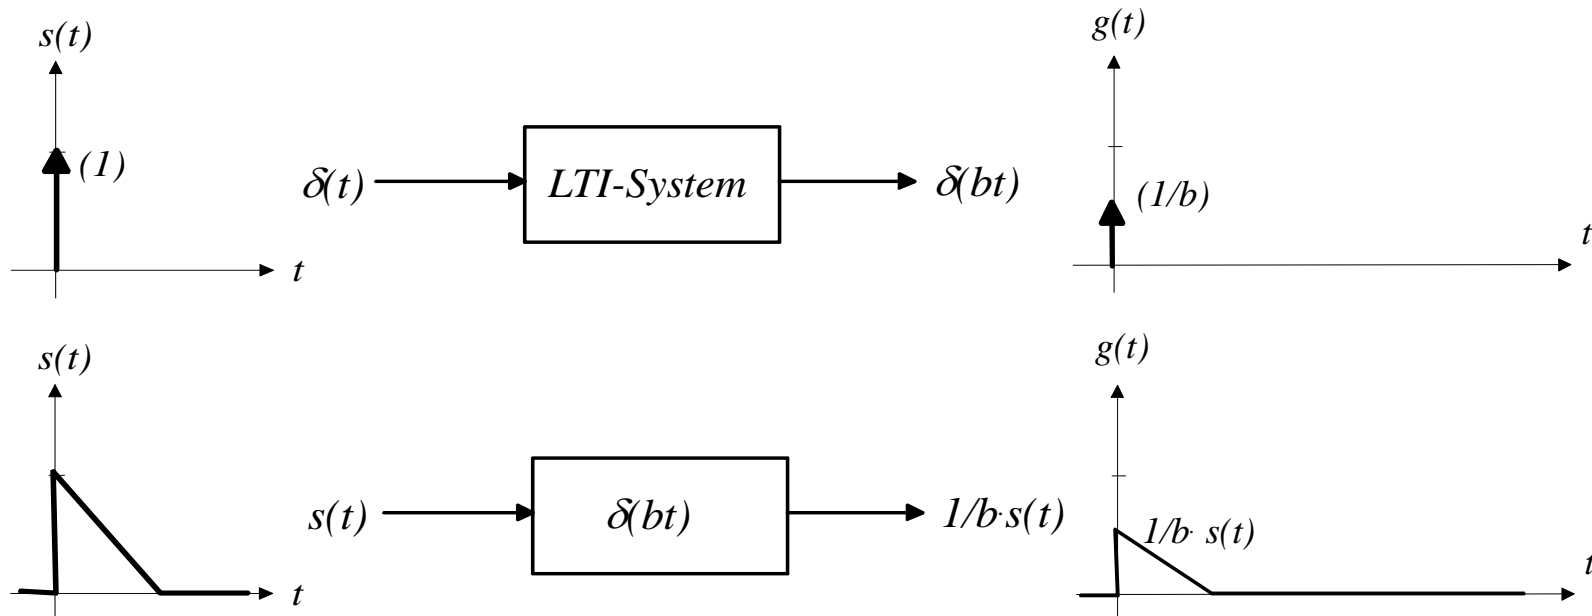 s(t)
(1)
t
δ(t)
LTI-System
δ(bt)
g(t)
(1/b)
t
s(t)
t
s(t)
δ(bt)
1/b·s(t)
g(t)
1/b· s(t)
t